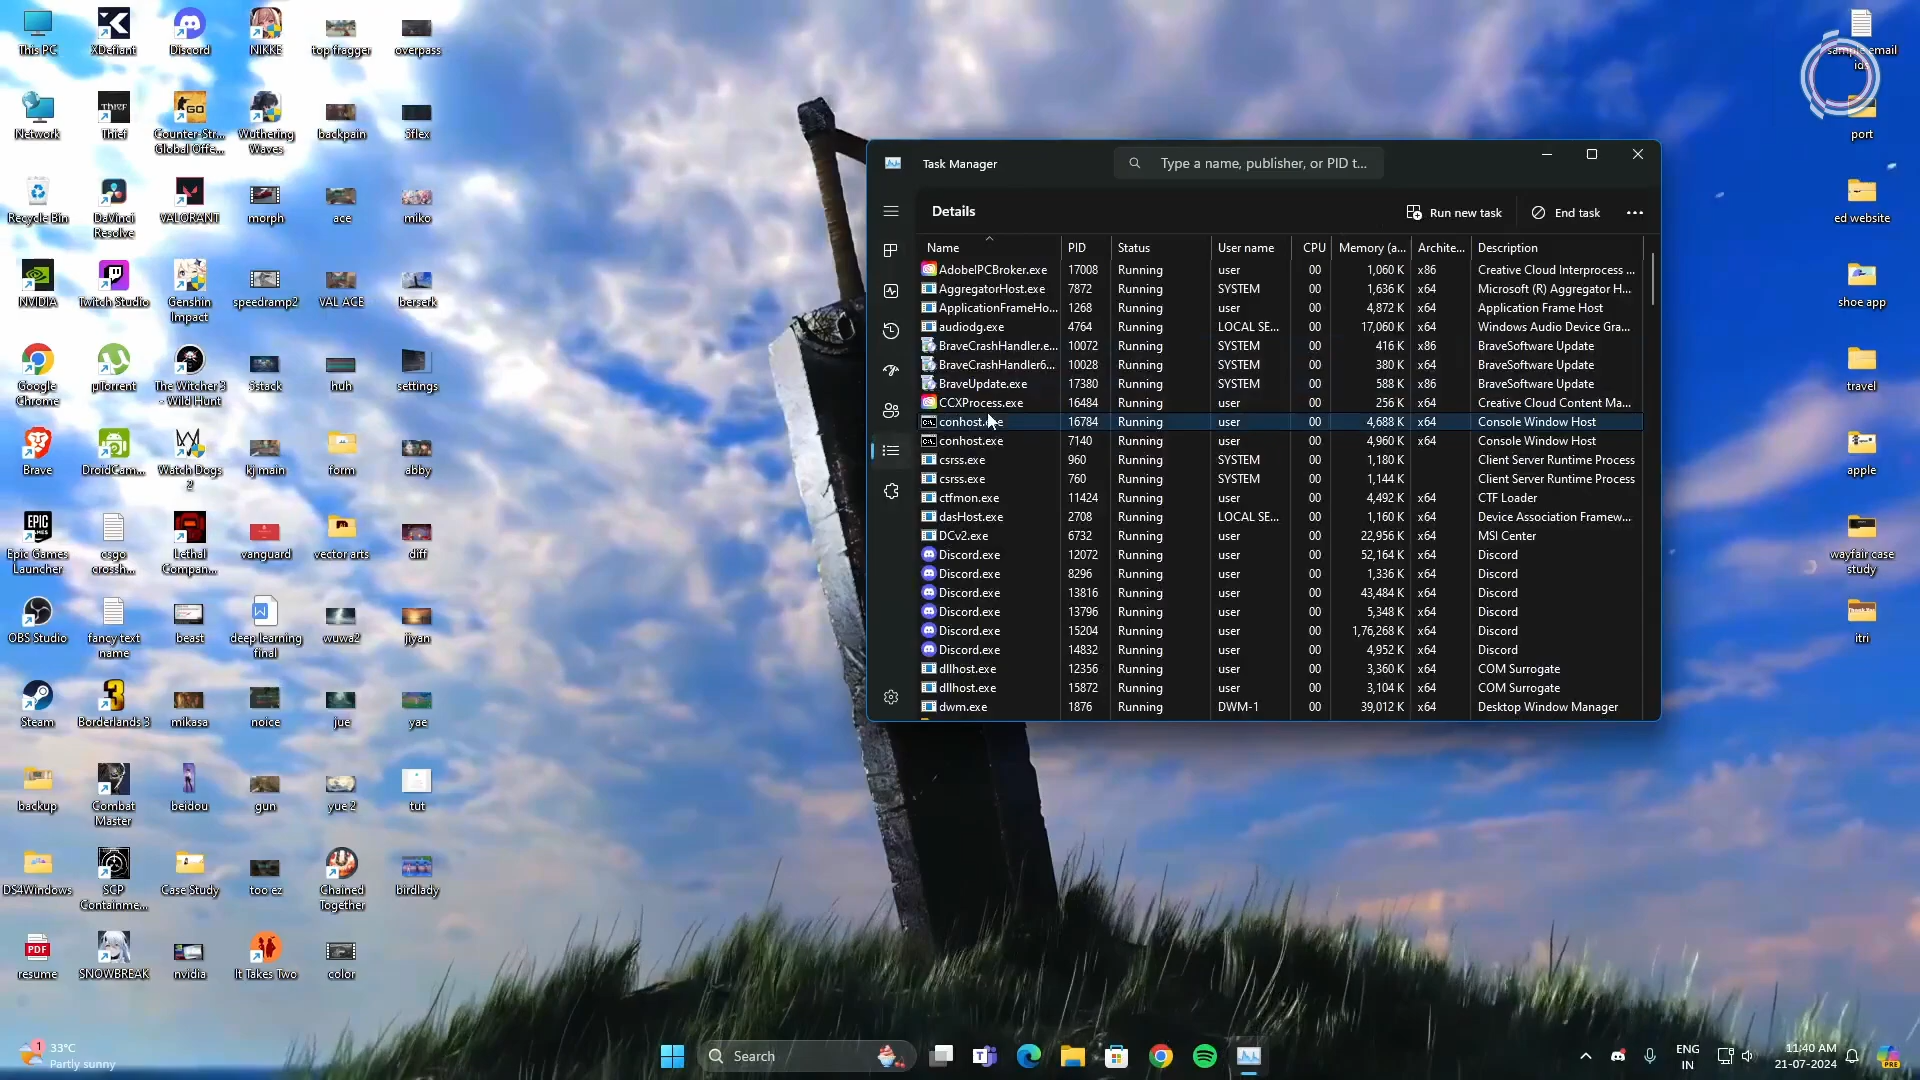 This PC
XDefiant
Discord
NIKKE
top fragger
overpass
Network
Thief
Counter-Str...
Global Offe...
Wuthering
Waves
backpain
5flex
Recycle Bin
DaVinci
Resolve
VALORANT
morph
ace
miko
NVIDIA
Twitch Studio
Genshin
Impact
speedramp2
VAL ACE
berserk
Google
Chrome
µTorrent
The Witcher 3
- Wild Hunt
5stack
huh
settings
Brave
DroidCam...
Watch Dogs
2
kj main
form
abby
Epic Games
Launcher
csgo
crossh...
Lethal
Compan...
vanguard
vector arts
diff
OBS Studio
fancy text
name
beast
deep learning
final
wuwa2
jiyan
Steam
Borderlands 3
mikasa
noice
jue
yae
backup
Combat
Master
beidou
gun
yue 2
tut
DS4Windows
SCP
Containme...
Case Study
too ez
Chained
Together
birdlady
resume
SNOWBREAK
nvidia
It Takes Two
color
Task Manager
Type a name, publisher, or PID t...
Details
Run new task
End task
Name PID Status User name CPU Memory (a... Archite... Description
AdobeIPCBroker.exe 17008 Running user 00 1,060 K x86 Creative Cloud Interprocess ...
AggregatorHost.exe 7872 Running SYSTEM 00 1,636 K x64 Microsoft (R) Aggregator H...
ApplicationFrameHo... 1268 Running user 00 4,872 K x64 Application Frame Host
audiodg.exe 4764 Running LOCAL SE... 00 17,060 K x64 Windows Audio Device Gra...
BraveCrashHandler.e... 10072 Running SYSTEM 00 416 K x86 BraveSoftware Update
BraveCrashHandler6... 10028 Running SYSTEM 00 380 K x64 BraveSoftware Update
BraveUpdate.exe 17380 Running SYSTEM 00 588 K x86 BraveSoftware Update
CCXProcess.exe 16484 Running user 00 256 K x64 Creative Cloud Content Ma...
conhost.exe 16784 Running user 00 4,688 K x64 Console Window Host
conhost.exe 7140 Running user 00 4,960 K x64 Console Window Host
csrss.exe 960 Running SYSTEM 00 1,180 K Client Server Runtime Process
csrss.exe 760 Running SYSTEM 00 1,144 K Client Server Runtime Process
ctfmon.exe 11424 Running user 00 4,492 K x64 CTF Loader
dasHost.exe 2708 Running LOCAL SE... 00 1,160 K x64 Device Association Framew...
DCv2.exe 6732 Running user 00 22,956 K x64 MSI Center
Discord.exe 12072 Running user 00 52,164 K x64 Discord
Discord.exe 8296 Running user 00 1,336 K x64 Discord
Discord.exe 13816 Running user 00 43,484 K x64 Discord
Discord.exe 13796 Running user 00 5,348 K x64 Discord
Discord.exe 15204 Running user 00 1,76,268 K x64 Discord
Discord.exe 14832 Running user 00 4,952 K x64 Discord
dllhost.exe 12356 Running user 00 3,360 K x64 COM Surrogate
dllhost.exe 15872 Running user 00 3,104 K x64 COM Surrogate
dwm.exe 1876 Running DWM-1 00 39,012 K x64 Desktop Window Manager
sample email
ids
port
ed website
shoe app
travel
apple
wayfair case
study
itri
1
33°C
Partly sunny
Search
ENG
IN
11:40 AM
21-07-2024